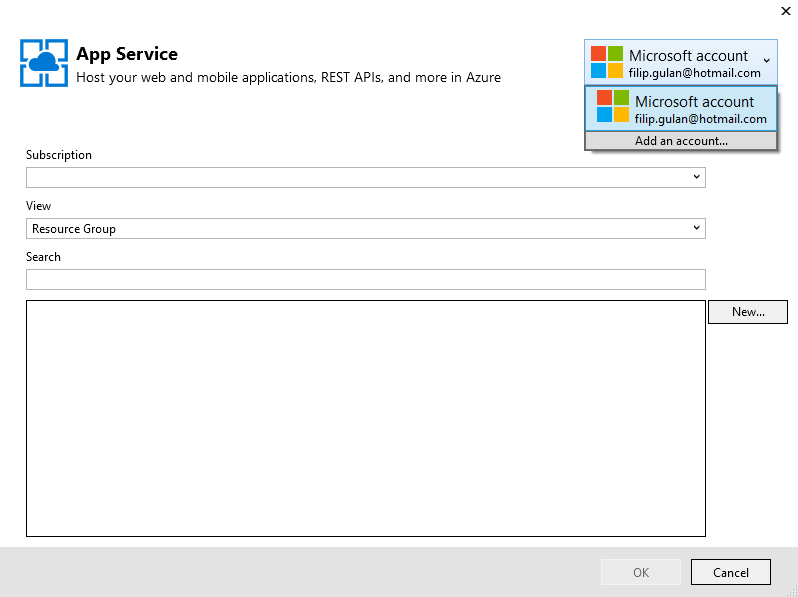 App Service
Host your web and mobile applications, REST APIs, and more in Azure
Microsoft account
filip.gulan@hotmail.com
Microsoft account
filip.gulan@hotmail.com
Add an account...
Subscription
View
Resource Group
Search
New...
OK
Cancel